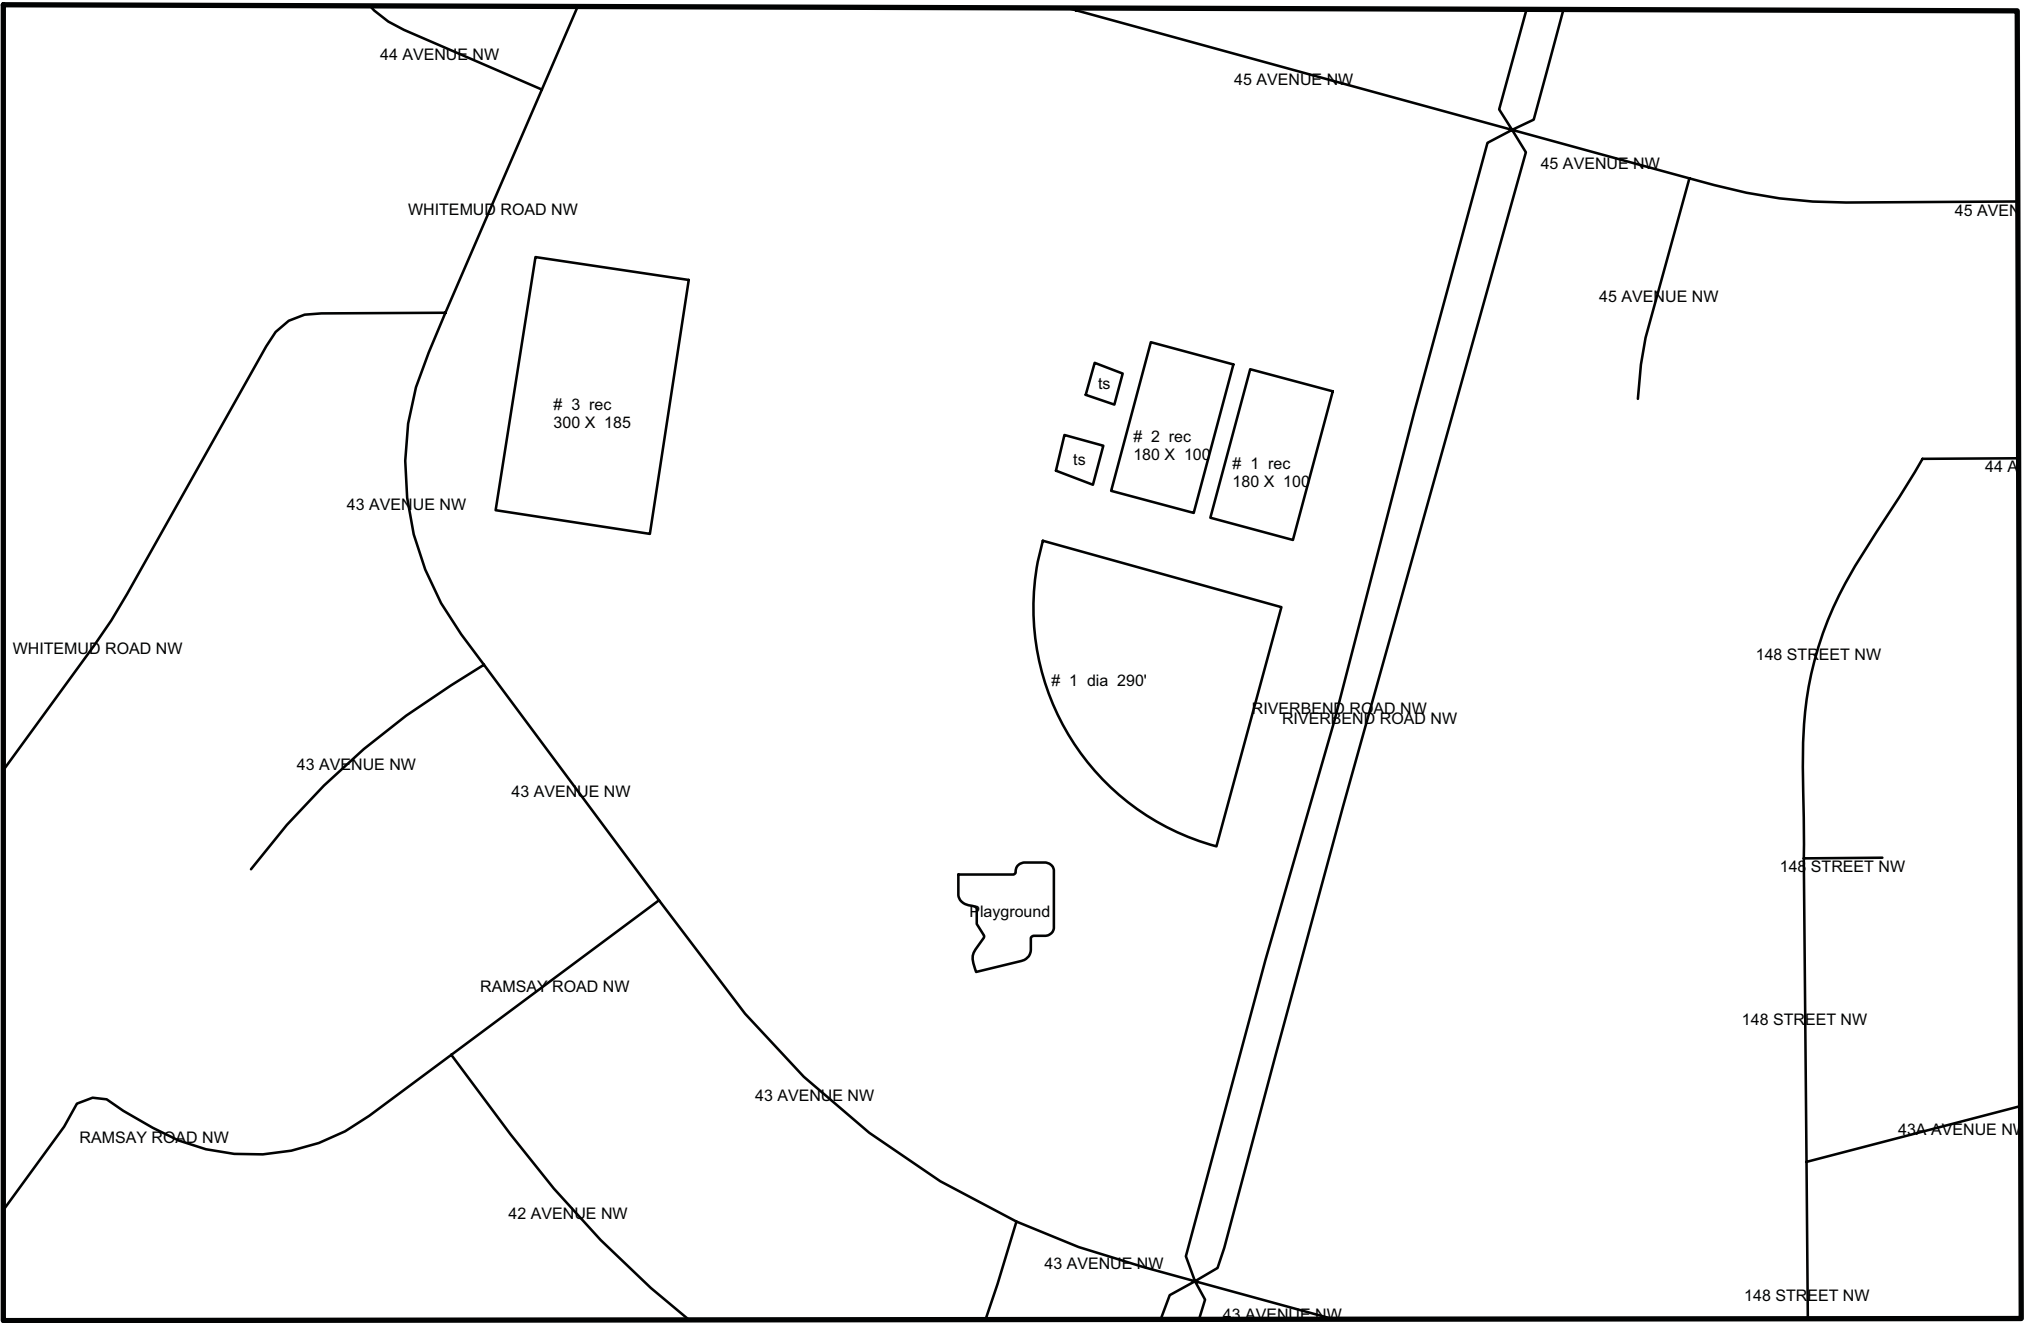 44 AVENUE NW
45 AVENUE NW
45 AVENUE NW
WHITEMUD ROAD NW
45 AVEN
45 AVENUE NW
ts
# 3 rec
300 X 185
# 2 rec
180 X 100
ts
# 1 rec
180 X 100
44 A
43 AVENUE NW
WHITEMUD ROAD NW
148 STREET NW
# 1 dia 290'
RIVERBEND ROAD NW
RIVERBEND ROAD NW
43 AVENUE NW
43 AVENUE NW
148 STREET NW
Playground
RAMSAY ROAD NW
148 STREET NW
43 AVENUE NW
43A AVENUE NW
RAMSAY ROAD NW
42 AVENUE NW
43 AVENUE NW
148 STREET NW
43 AVENUE NW